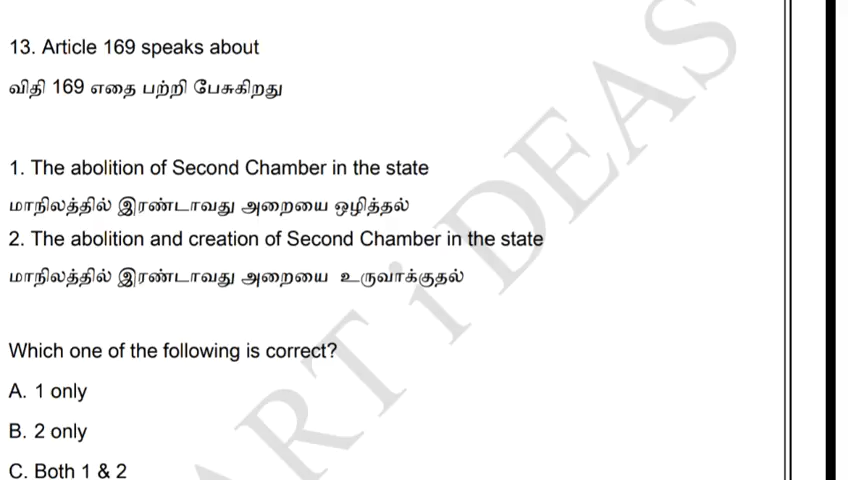 13. Article 169 speaks about
விதி 169 எதை பற்றி பேசுகிறது
1. The abolition of Second Chamber in the state
மாநிலத்தில் இரண்டாவது அறையை ஒழித்தல்
2. The abolition and creation of Second Chamber in the state
மாநிலத்தில் இரண்டாவது அறையை உருவாக்குதல்
Which one of the following is correct?
A. 1 only
B. 2 only
C. Both 1 & 2
ART i DEAS